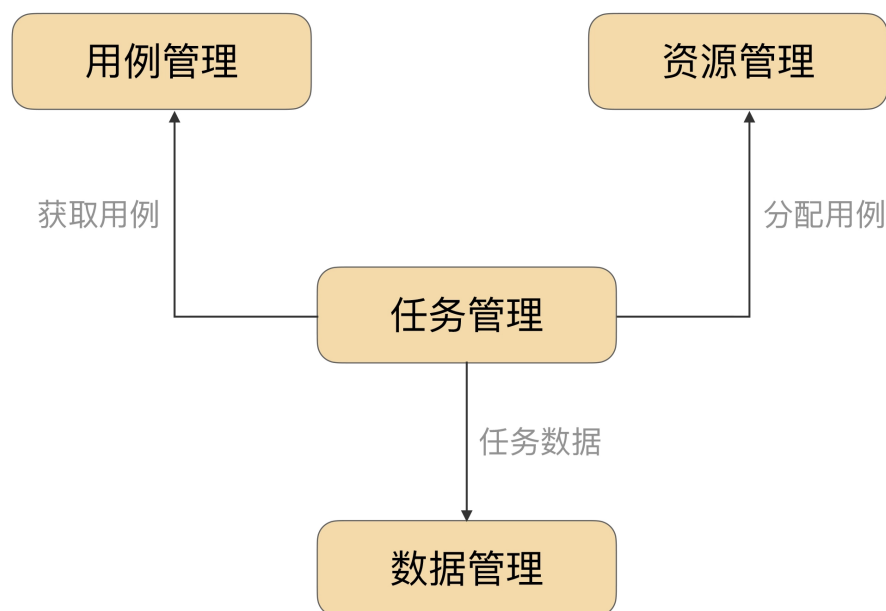 用例管理
资源管理
获取用例
分配用例
任务管理
任务数据
数据管理